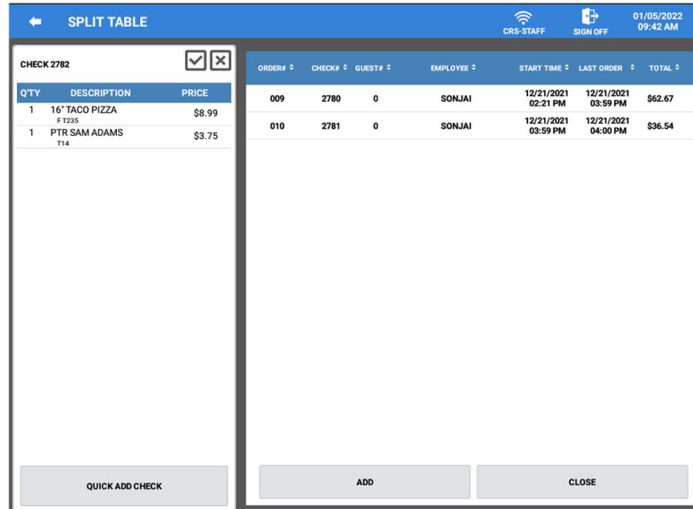 SPLIT TABLE
CRS-STAFF
SIGN OFF
01/05/2022
09:42 AM
CHECK 2782
Q'TY DESCRIPTION PRICE
1 16" TACO PIZZA $8.99
F T235
1 PTR SAM ADAMS $3.75
T14
QUICK ADD CHECK
ORDER# CHECK# GUEST# EMPLOYEE START TIME LAST ORDER TOTAL
009 2780 0 SONJAI 12/21/2021 02:21 PM 12/21/2021 03:59 PM $62.67
010 2781 0 SONJAI 12/21/2021 03:59 PM 12/21/2021 04:00 PM $36.54
ADD
CLOSE